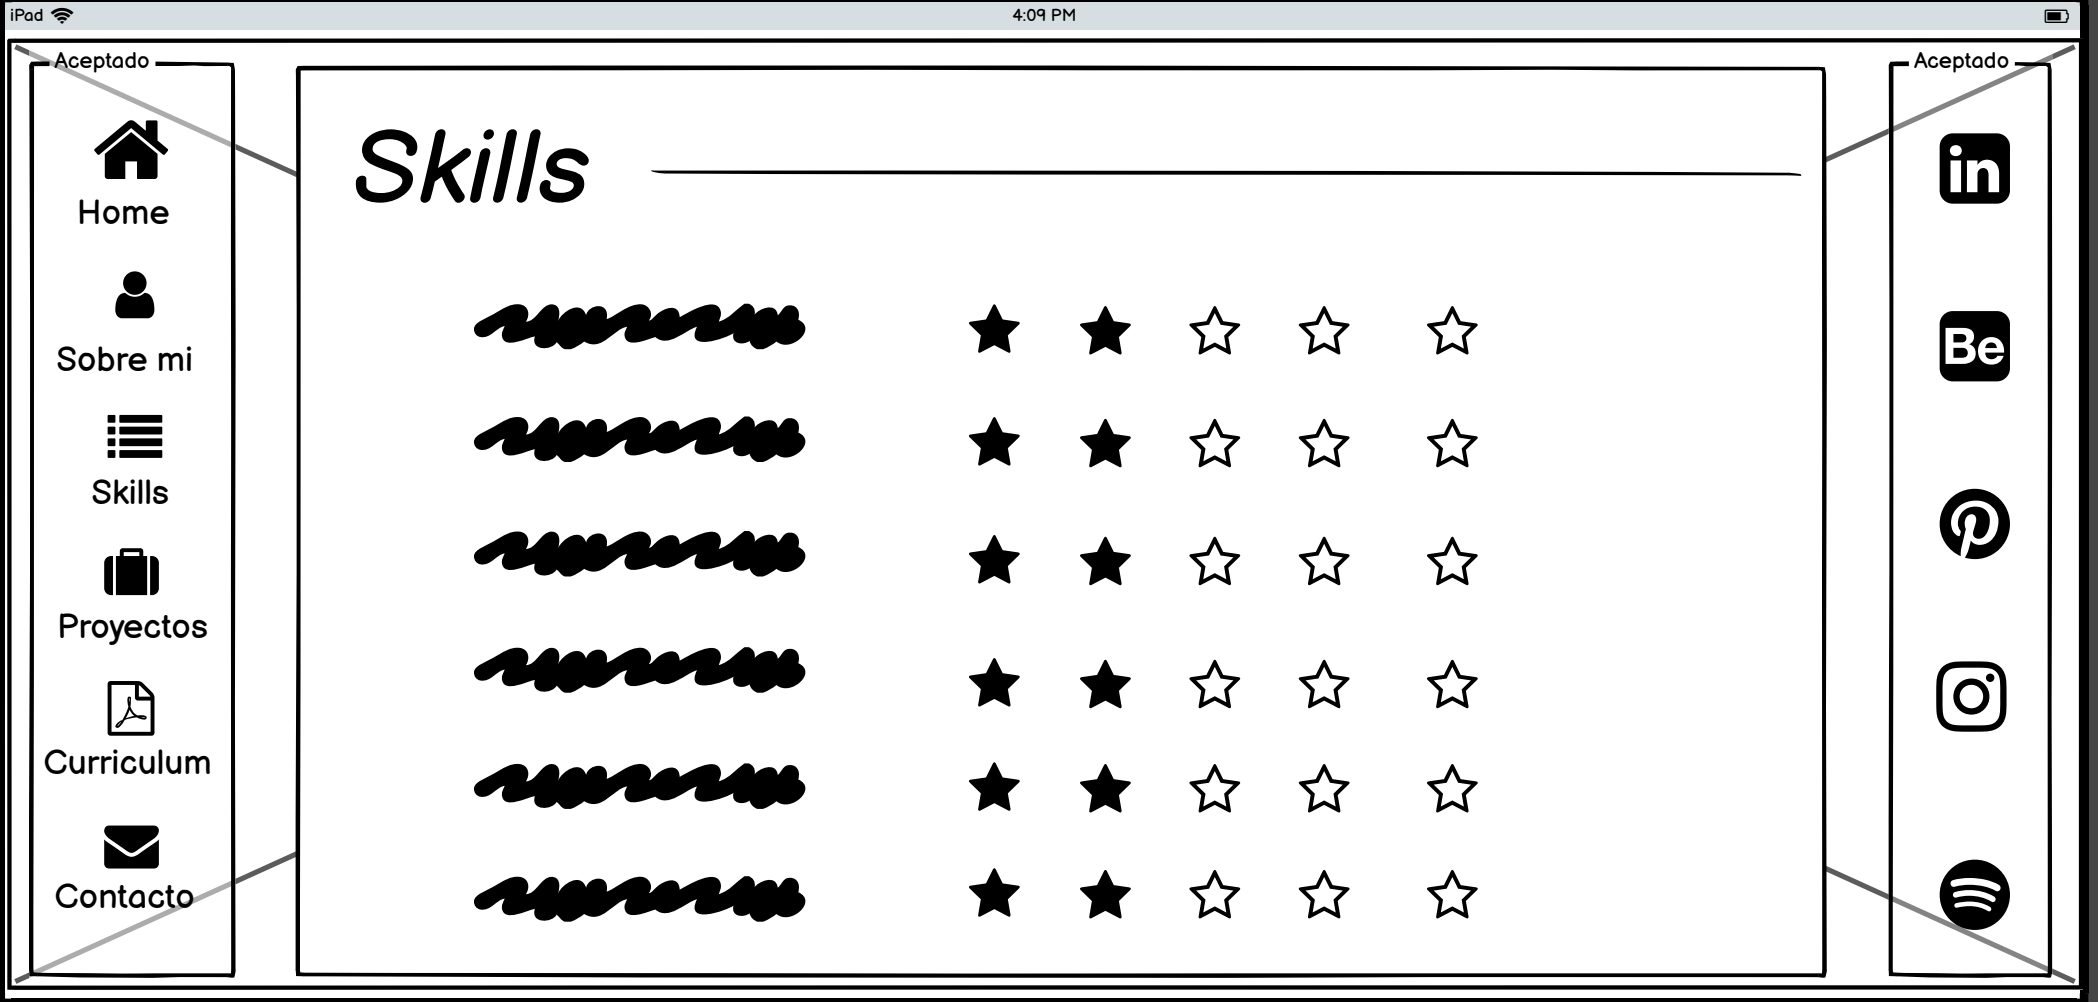 iPad
4:09 PM
Aceptado
Aceptado
Skills
Home
Sobre mi
Skills
Proyectos
Curriculum
Contacto
in
Be